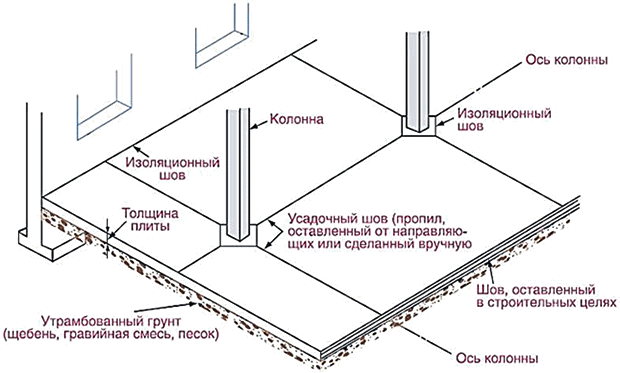 Ось колонны
Изоляционный
шов
Колонна
Изоляционный
шов
Толщина
плиты
Усадочный шов (пропил,
оставленный от направляю-
щих или сделанный вручную
Шов, оставленный
в строительных целях
Утрамбованный грунт
(щебень, гравийная смесь, песок)
Ось колонны